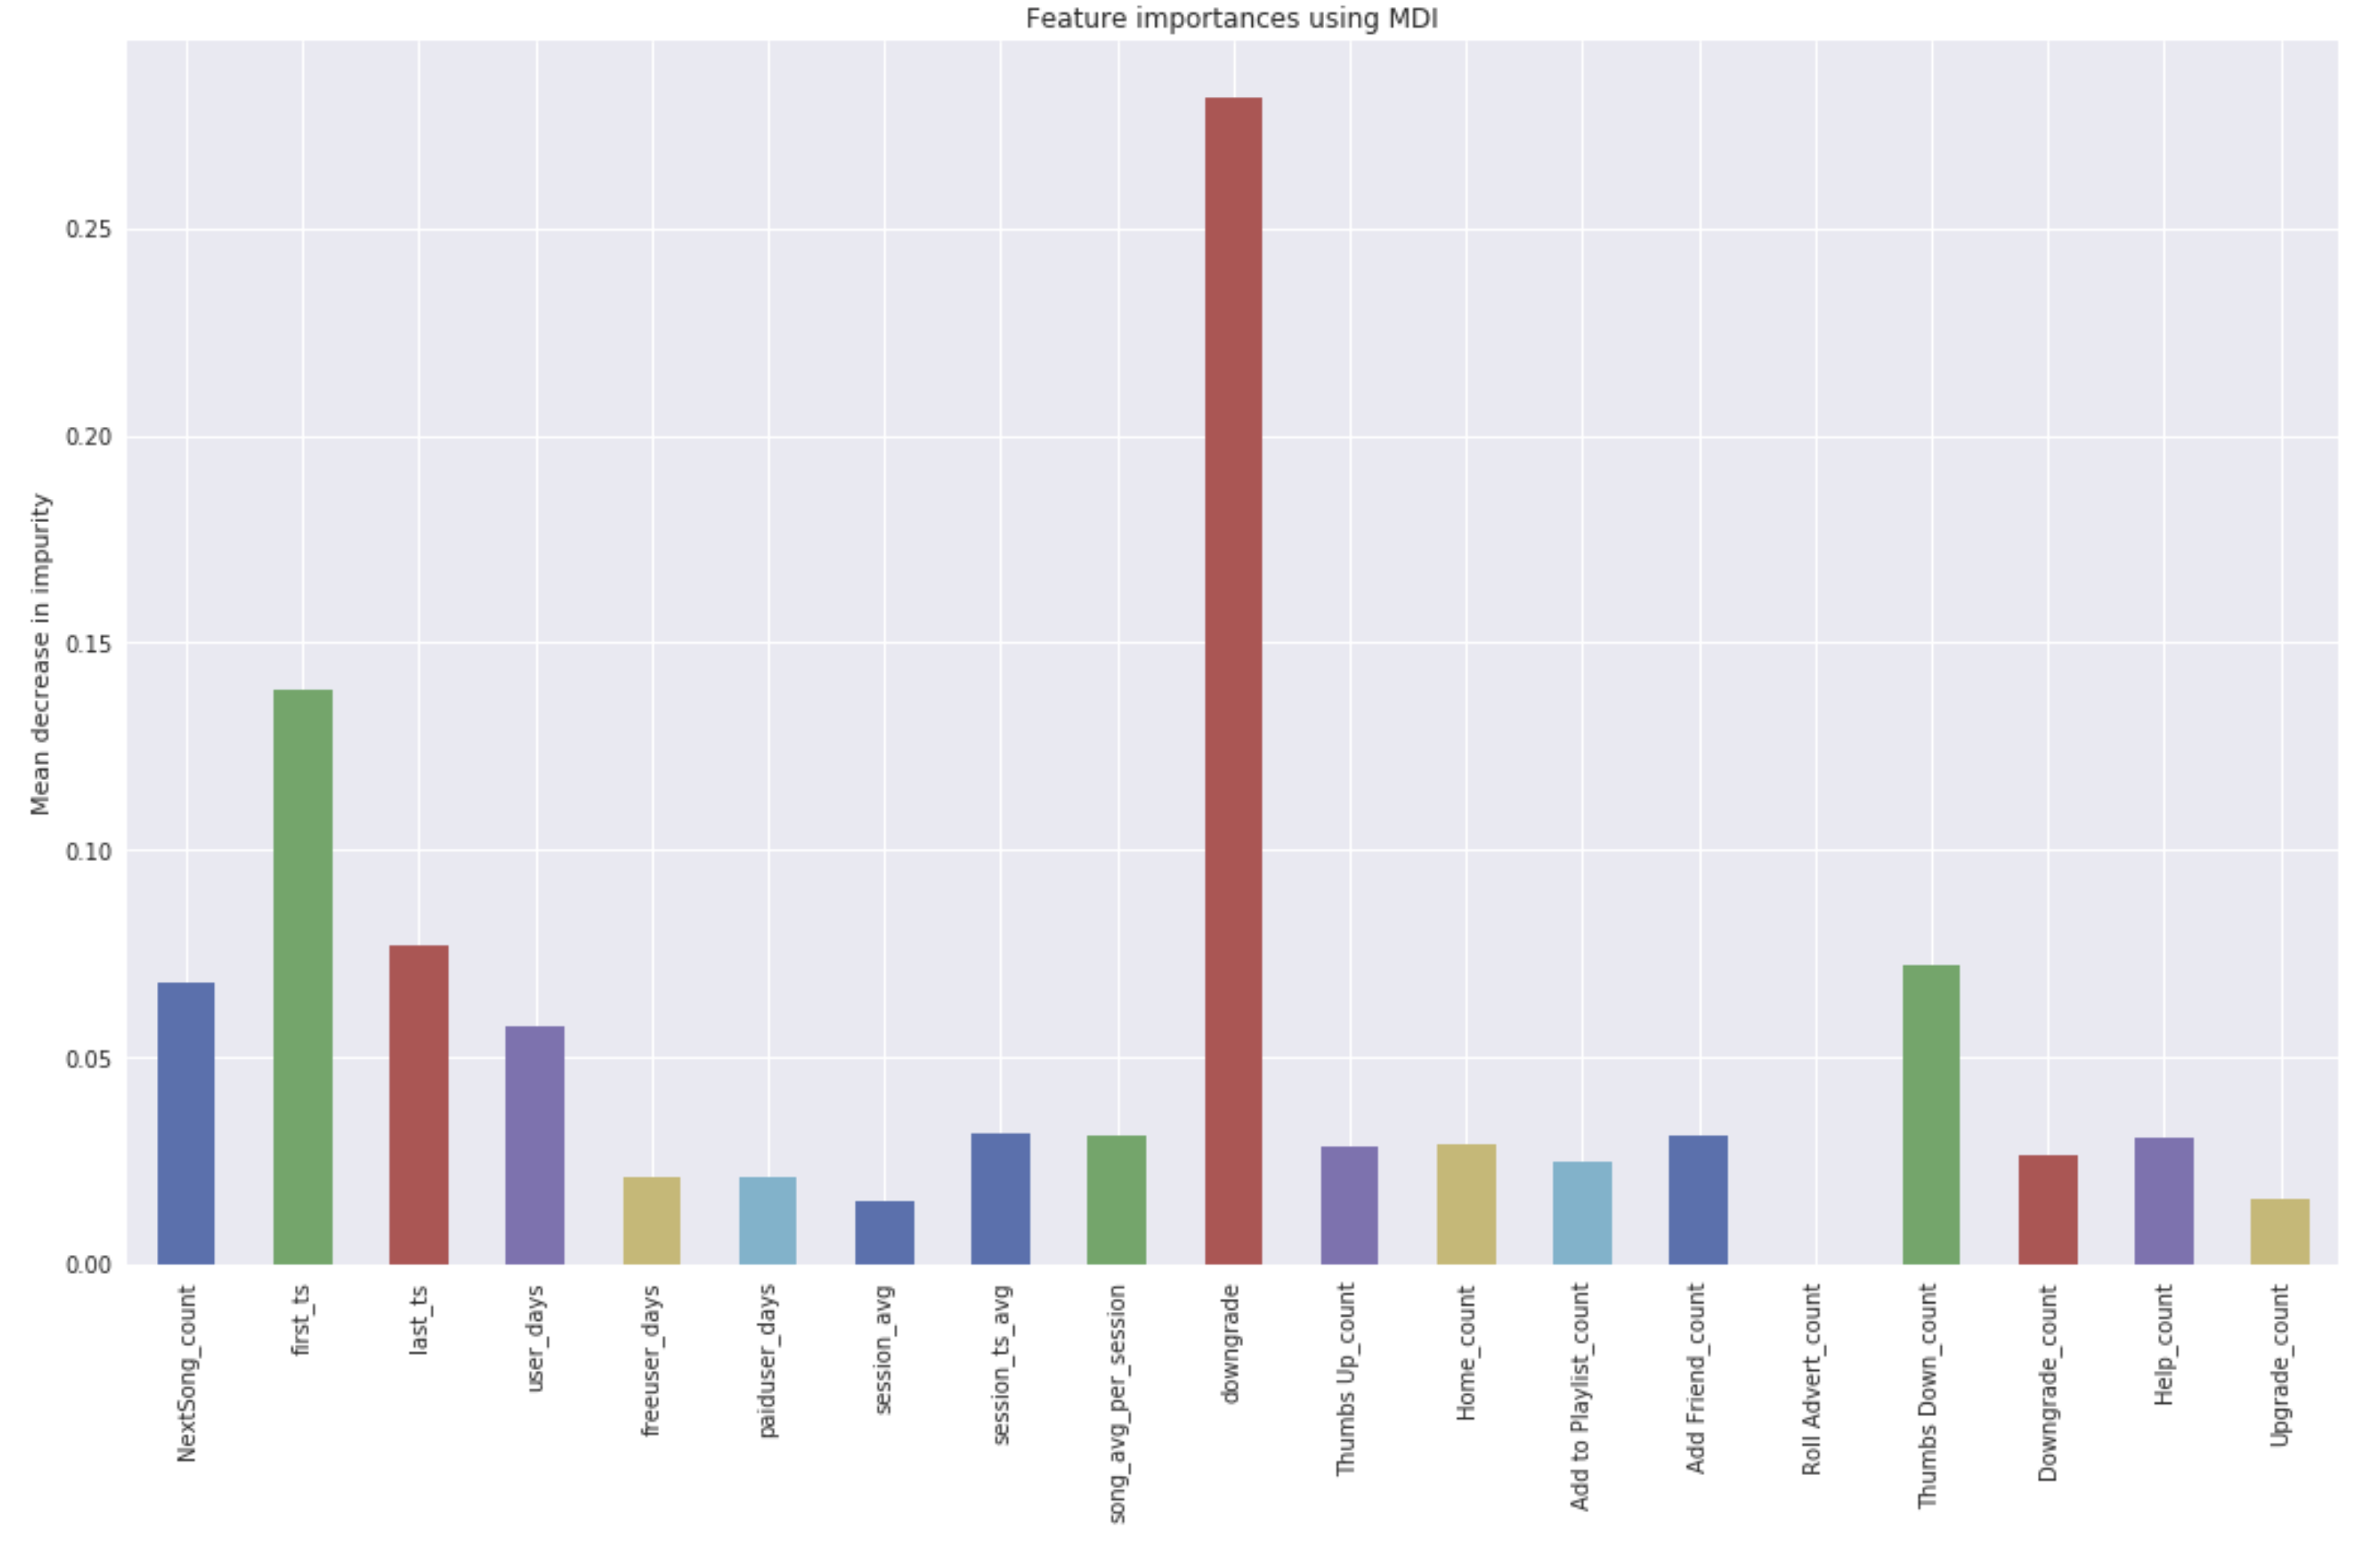 Feature importances using MDI
Mean decrease in impurity
0.25
0.20
0.15
0.10
0.05
0.00
NextSong_count
first_ts
last_ts
user_days
freeuser_days
paiduser_days
session_avg
session_ts_avg
song_avg_per_session
downgrade
Thumbs Up_count
Home_count
Add to Playlist_count
Add Friend_count
Roll Advert_count
Thumbs Down_count
Downgrade_count
Help_count
Upgrade_count